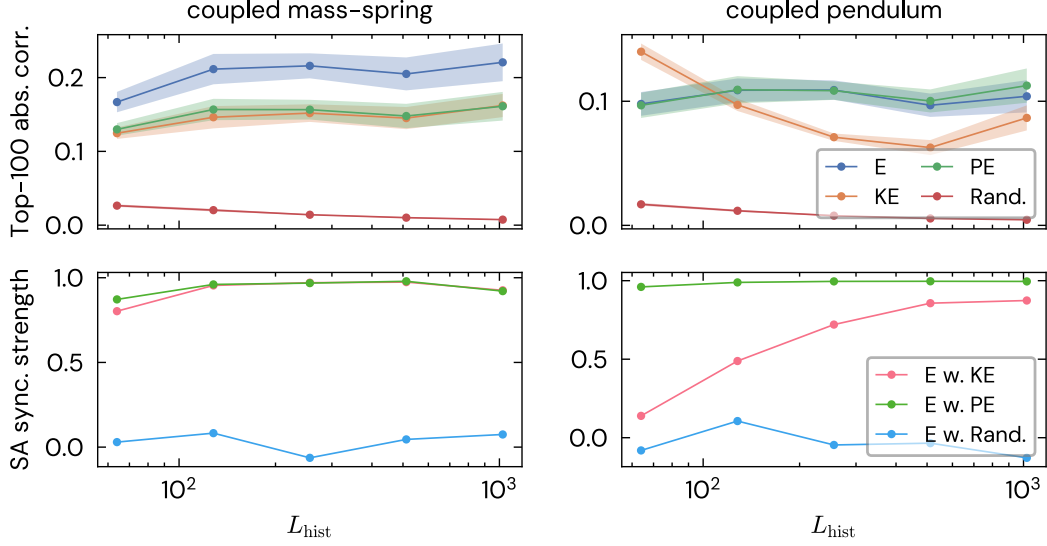 coupled mass-spring
coupled pendulum
Top-100 abs. corr.
0.2
0.1
0.0
0.1
0.0
E
PE
KE
Rand.
SA sync. strength
1.0
0.5
0.0
1.0
0.5
0.0
E w. KE
E w. PE
E w. Rand.
10²
10³
10²
10³
L_hist
L_hist